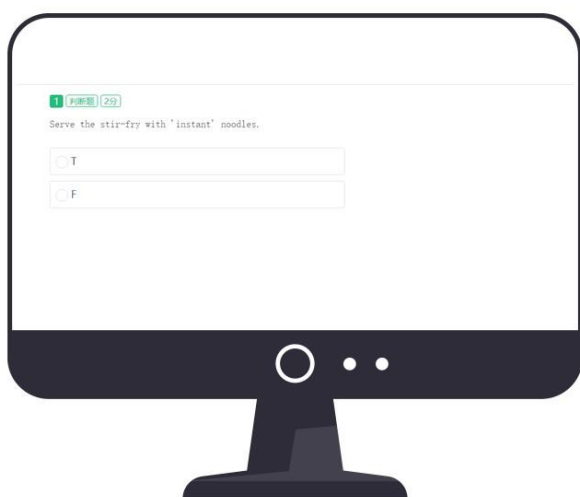 1 判断题 2分
Serve the stir-fry with 'instant' noodles.
T
F